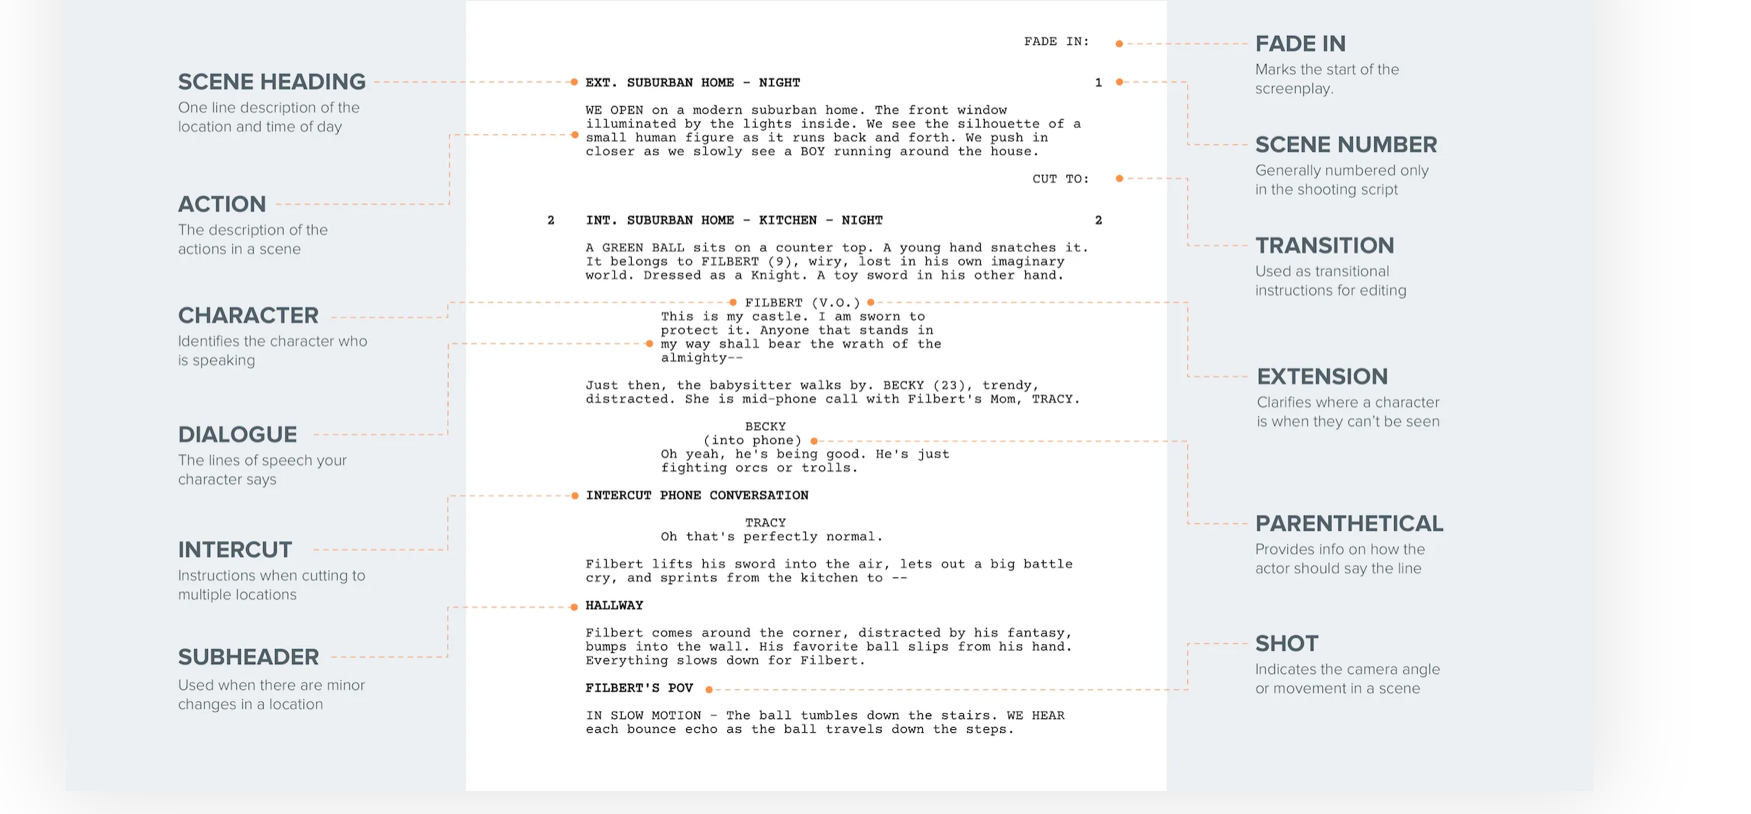 FADE IN:
EXT. SUBURBAN HOME - NIGHT 1
WE OPEN on a modern suburban home. The front window
illuminated by the lights inside. We see the silhouette of a
small human figure as it runs back and forth. We push in
closer as we slowly see a BOY running around the house.
CUT TO:
2 INT. SUBURBAN HOME - KITCHEN - NIGHT 2
A GREEN BALL sits on a counter top. A young hand snatches it.
It belongs to FILBERT (9), wiry, lost in his own imaginary
world. Dressed as a Knight. A toy sword in his other hand.
FILBERT (V.O.)
This is my castle. I am sworn to
protect it. Anyone that stands in
my way shall bear the wrath of the
almighty--
Just then, the babysitter walks by. BECKY (23), trendy,
distracted. She is mid-phone call with Filbert's Mom, TRACY.
BECKY
(into phone)
Oh yeah, he's being good. He's just
fighting orcs or trolls.
INTERCUT PHONE CONVERSATION
TRACY
Oh that's perfectly normal.
Filbert lifts his sword into the air, lets out a big battle
cry, and sprints from the kitchen to --
HALLWAY
Filbert comes around the corner, distracted by his fantasy,
bumps into the wall. His favorite ball slips from his hand.
Everything slows down for Filbert.
FILBERT'S POV
IN SLOW MOTION - The ball tumbles down the stairs. WE HEAR
each bounce echo as the ball travels down the steps.
SCENE HEADING
One line description of the
location and time of day
ACTION
The description of the
actions in a scene
CHARACTER
Identifies the character who
is speaking
DIALOGUE
The lines of speech your
character says
INTERCUT
Instructions when cutting to
multiple locations
SUBHEADER
Used when there are minor
changes in a location
FADE IN
Marks the start of the
screenplay.
SCENE NUMBER
Generally numbered only
in the shooting script
TRANSITION
Used as transitional
instructions for editing
EXTENSION
Clarifies where a character
is when they can't be seen
PARENTHETICAL
Provides info on how the
actor should say the line
SHOT
Indicates the camera angle
or movement in a scene